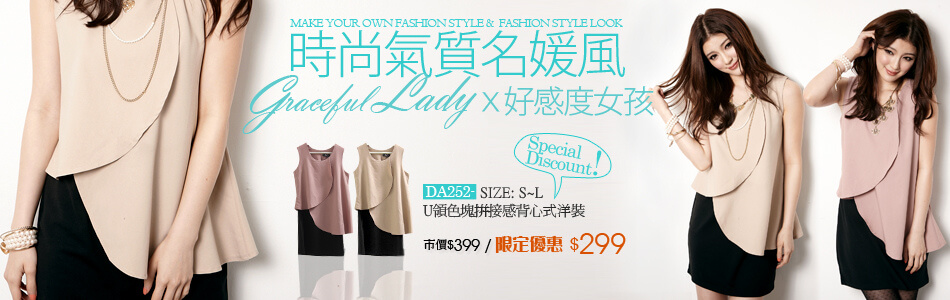 MAKE YOUR OWN FASHION STYLE & FASHION STYLE LOOK
時尚氣質名媛風
Graceful Lady X 好感度女孩
Special
Discount!
DA252- SIZE: S~L
U領色塊拼接感背心式洋裝
市價$399 / 限定優惠 $299